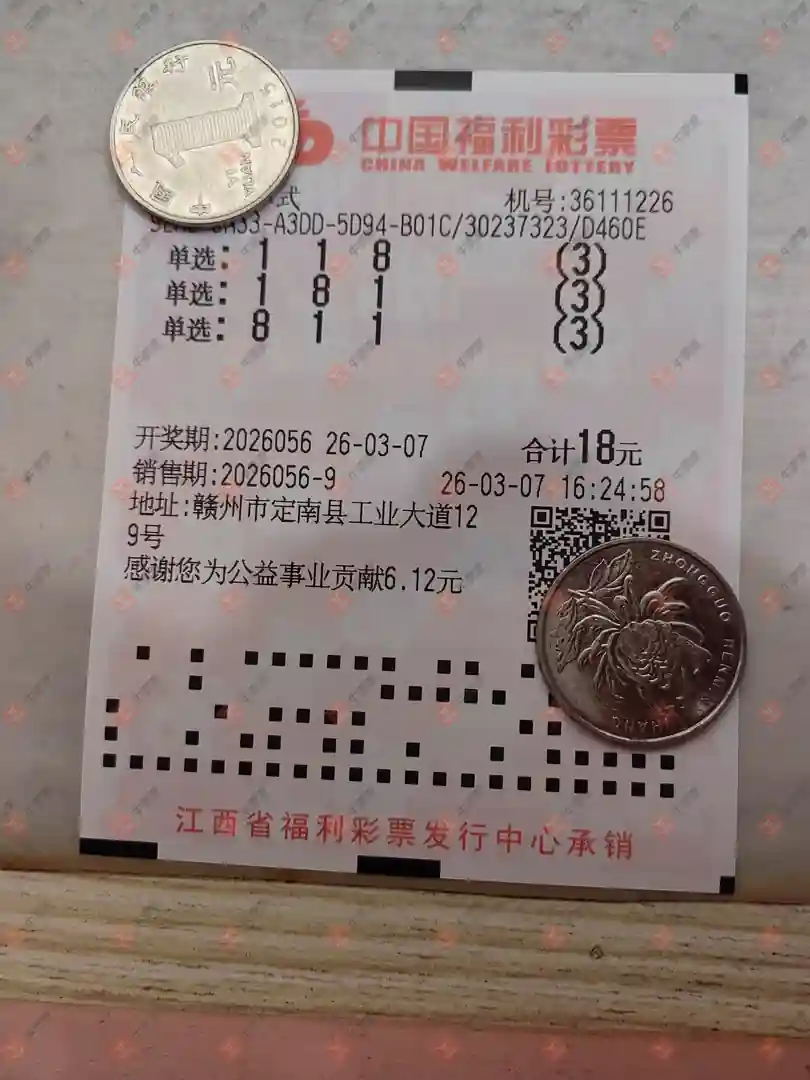 中国福利彩票
CHINA WELFARE LOTTERY
式 机号:36111226
A3DD-5D94-B01C/30237323/D460E
单选: 1 1 8 (3)
单选: 1 8 1 (3)
单选: 8 1 1 (3)
开奖期:2026056 26-03-07 合计18元
销售期:2026056-9 26-03-07 16:24:58
地址:赣州市定南县工业大道12
9号
感谢您为公益事业贡献6.12元
江西省福利彩票发行中心承销
元
2015
ZHONGGUO RENMIN